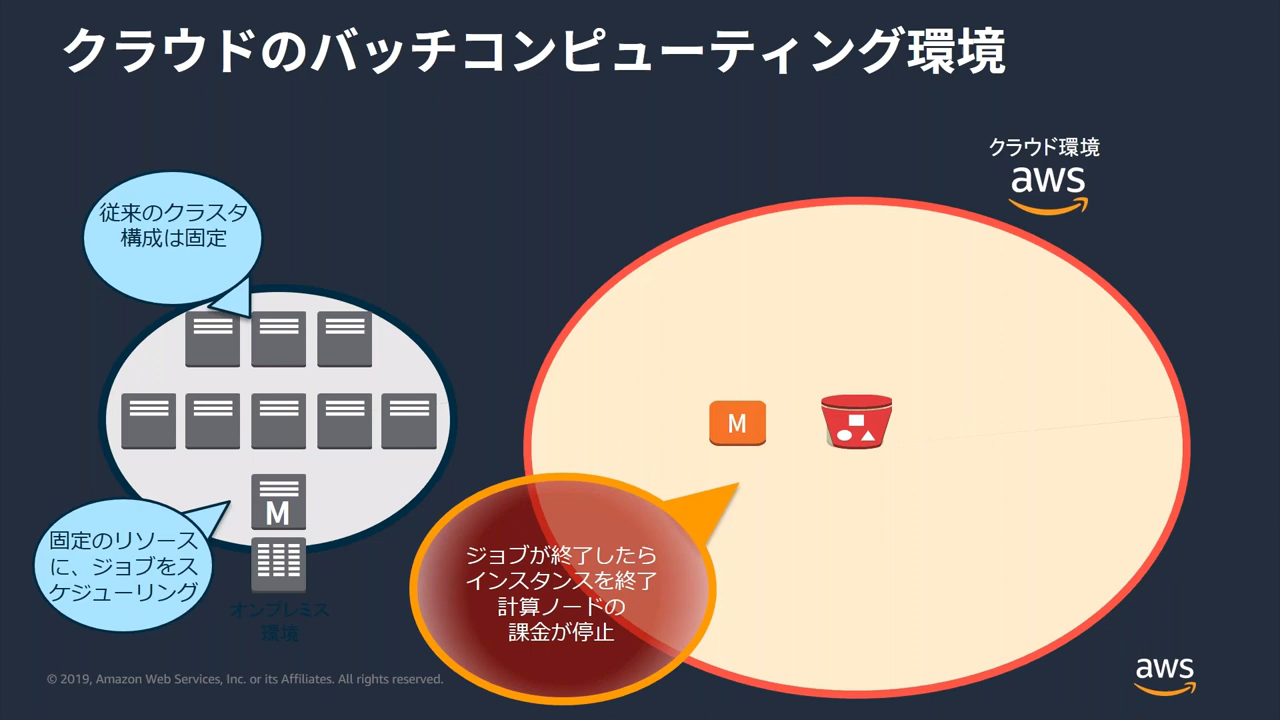 クラウドのバッチコンピューティング環境
クラウド環境
aws
従来のクラスタ
構成は固定
M
M
固定のリソース
に、ジョブをス
ケジューリング
オンプレミス
環境
ジョブが終了したら
インスタンスを終了
計算ノードの
課金が停止
© 2019, Amazon Web Services, Inc. or its Affiliates. All rights reserved.
aws